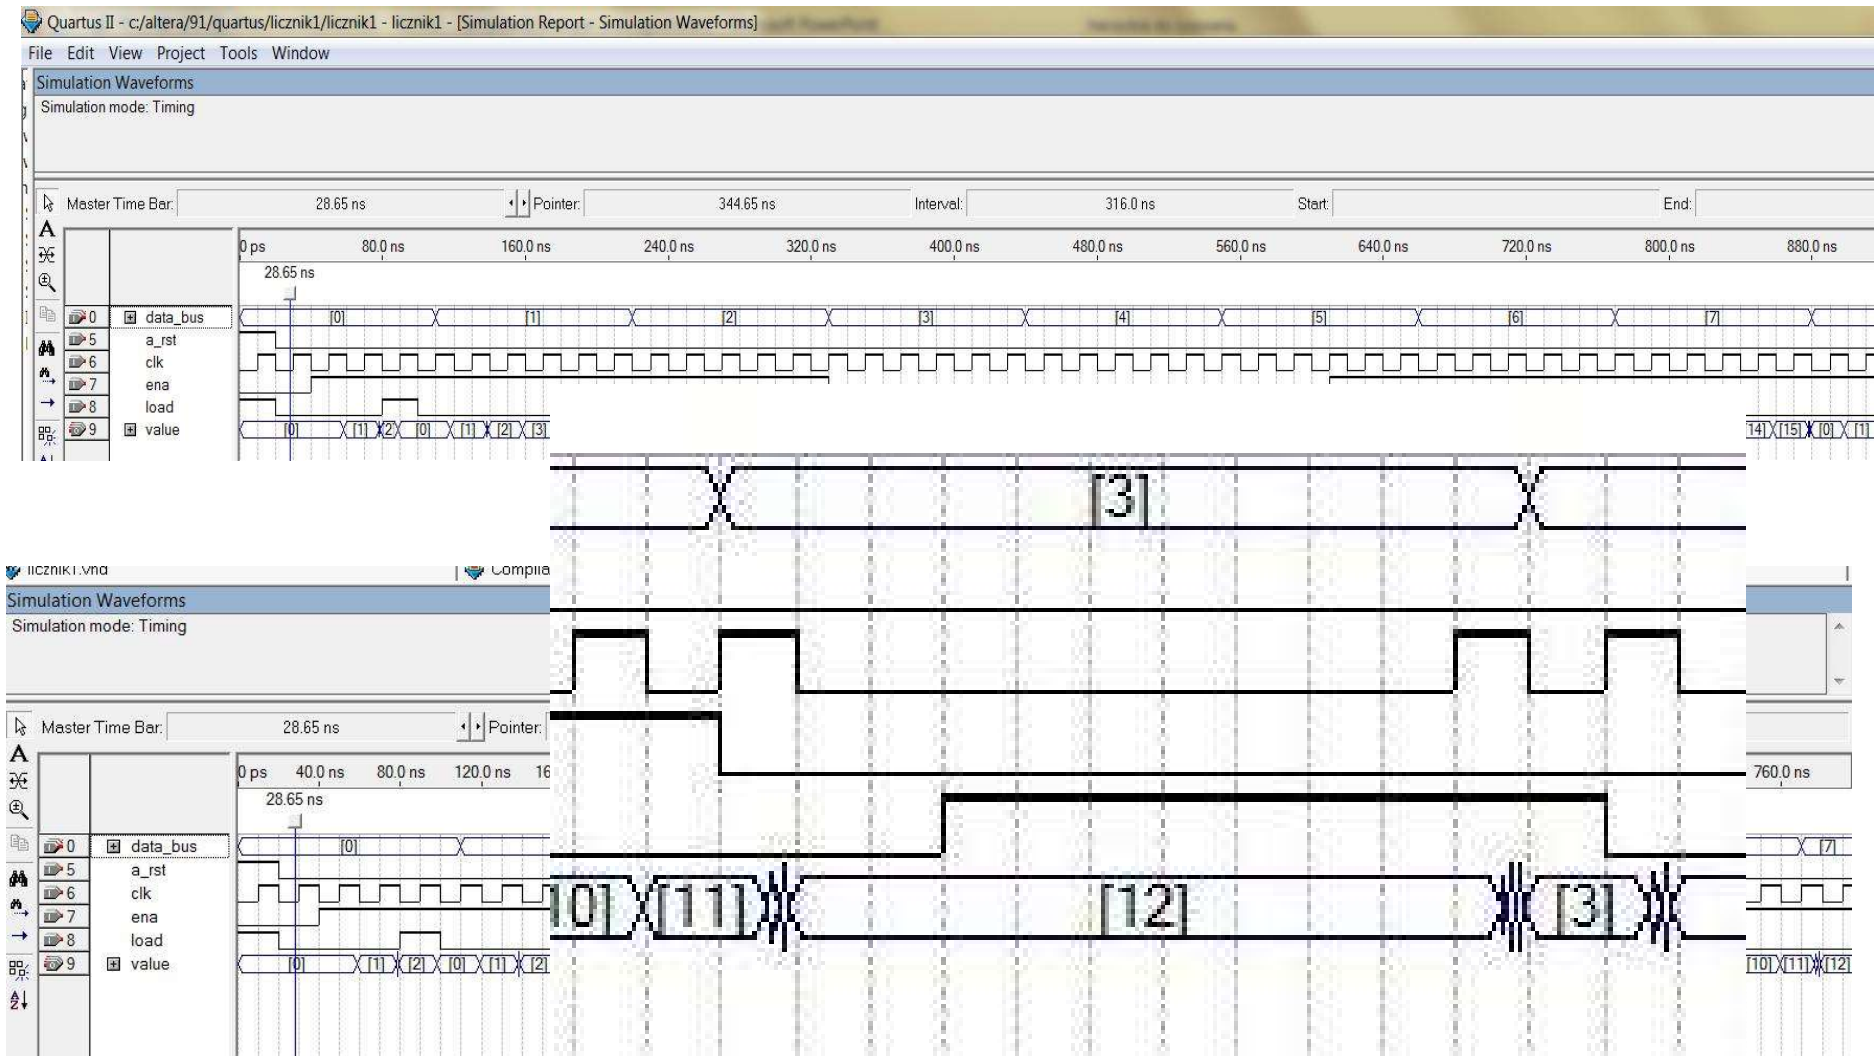 Quartus II - c:/altera/91/quartus/licznik1/licznik1 - licznik1 - [Simulation Report - Simulation Waveforms]
File Edit View Project Tools Window
Simulation Waveforms
Simulation mode: Timing
Master Time Bar: 28.65 ns Pointer: 344.65 ns Interval: 316.0 ns Start: End:
0 ps 80.0 ns 160.0 ns 240.0 ns 320.0 ns 400.0 ns 480.0 ns 560.0 ns 640.0 ns 720.0 ns 800.0 ns 880.0 ns
28.65 ns
0 data_bus [0] [1] [2] [3] [4] [5] [6] [7]
5 a_rst
6 clk
7 ena
8 load
9 value [0] [1] [2] [0] [1] [2] [3] 14] [15] [0] [1]
[3]
licznik1.vhd Compila
Simulation Waveforms
Simulation mode: Timing
Master Time Bar: 28.65 ns Pointer:
0 ps 40.0 ns 80.0 ns 120.0 ns 16 760.0 ns
28.65 ns
0 data_bus [0] [7]
5 a_rst
6 clk
7 ena
8 load
10] [11] [12] [3]
9 value [0] [1] [2] [0] [1] [2] [10] [11] [12]